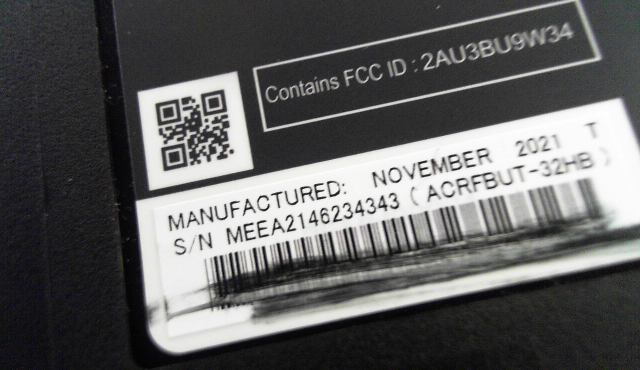 Contains FCC ID : 2AU3BU9W34
MANUFACTURED: NOVEMBER 2021 T
S/N MEEA2146234343 ( ACRFBUT-32HB )